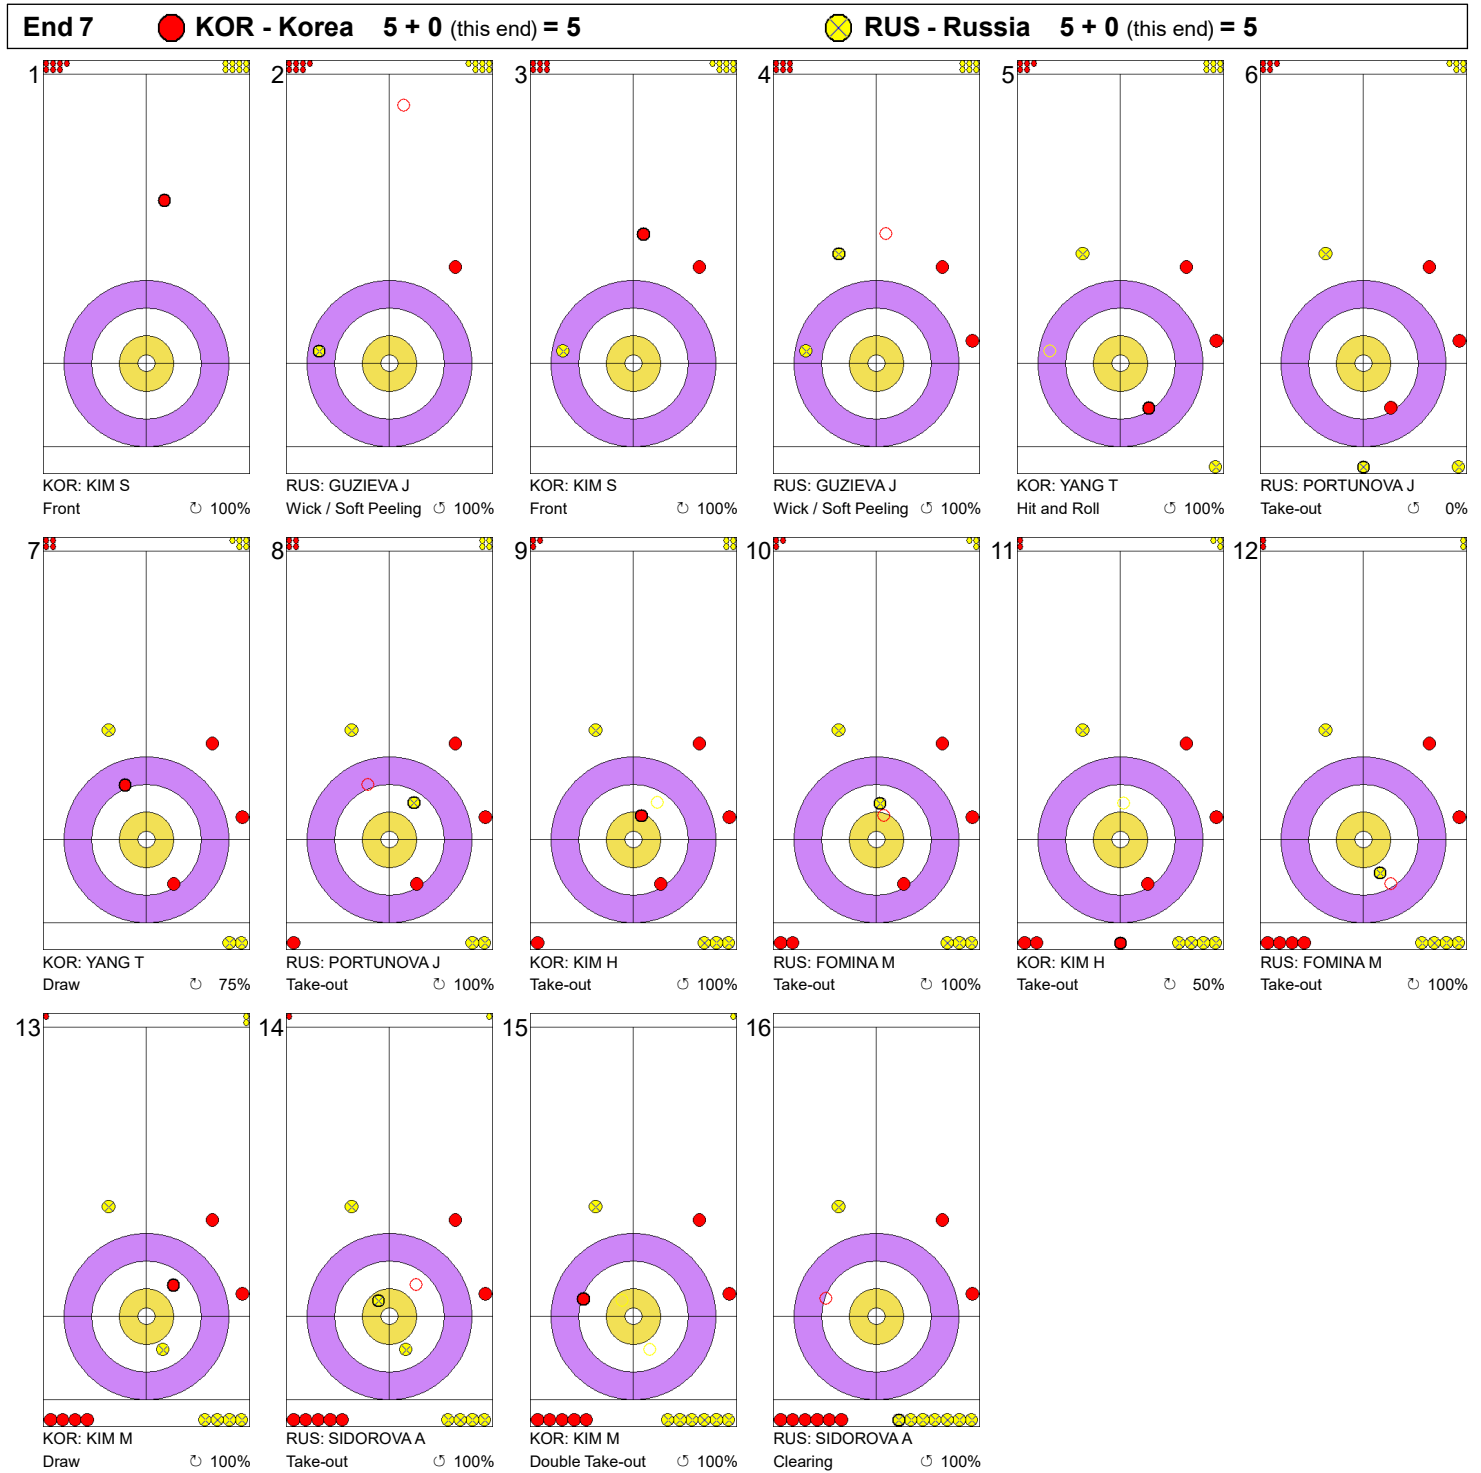 End 7 KOR - Korea 5 + 0 (this end) = 5 RUS - Russia 5 + 0 (this end) = 5
1 2 3 4 5 6
KOR: KIM S RUS: GUZIEVA J KOR: KIM S RUS: GUZIEVA J KOR: YANG T RUS: PORTUNOVA J
Front 100% Wick / Soft Peeling 100% Front 100% Wick / Soft Peeling 100% Hit and Roll 100% Take-out 0%
7 8 9 10 11 12
KOR: YANG T RUS: PORTUNOVA J KOR: KIM H RUS: FOMINA M KOR: KIM H RUS: FOMINA M
Draw 75% Take-out 100% Take-out 100% Take-out 100% Take-out 50% Take-out 100%
13 14 15 16
KOR: KIM M RUS: SIDOROVA A KOR: KIM M RUS: SIDOROVA A
Draw 100% Take-out 100% Double Take-out 100% Clearing 100%